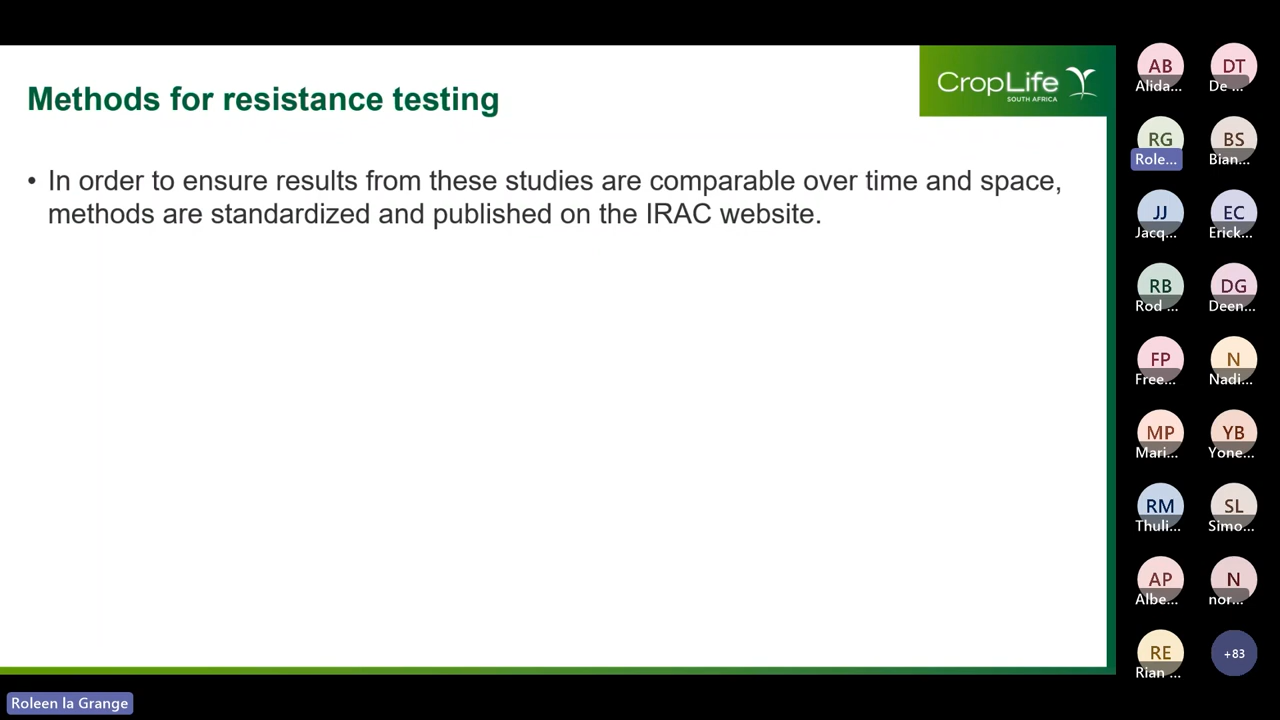 Methods for resistance testing
CropLife
SOUTH AFRICA
• In order to ensure results from these studies are comparable over time and space,
methods are standardized and published on the IRAC website.
AB
Alida...
DT
De ...
RG
Role...
BS
Bian...
JJ
Jacq...
EC
Erick...
RB
Rod ...
DG
Deen...
FP
Free...
N
Nadi...
MP
Mari...
YB
Yone...
RM
Thuli...
SL
Simo...
AP
Albe...
N
nor...
RE
Rian ...
+83
Roleen la Grange